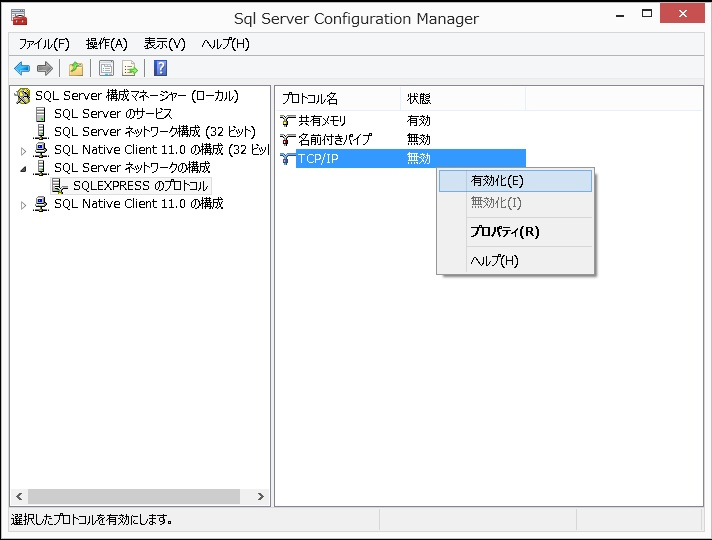 Sql Server Configuration Manager
ファイル(F) 操作(A) 表示(V) ヘルプ(H)
SQL Server 構成マネージャー (ローカル)
SQL Server のサービス
SQL Server ネットワーク構成 (32 ビット)
SQL Native Client 11.0 の構成 (32 ビッ
SQL Server ネットワークの構成
SQLEXPRESS のプロトコル
SQL Native Client 11.0 の構成
プロトコル名 状態
共有メモリ 有効
名前付きパイプ 無効
TCP/IP 無効
有効化(E)
無効化(I)
プロパティ(R)
ヘルプ(H)
選択したプロトコルを有効にします。